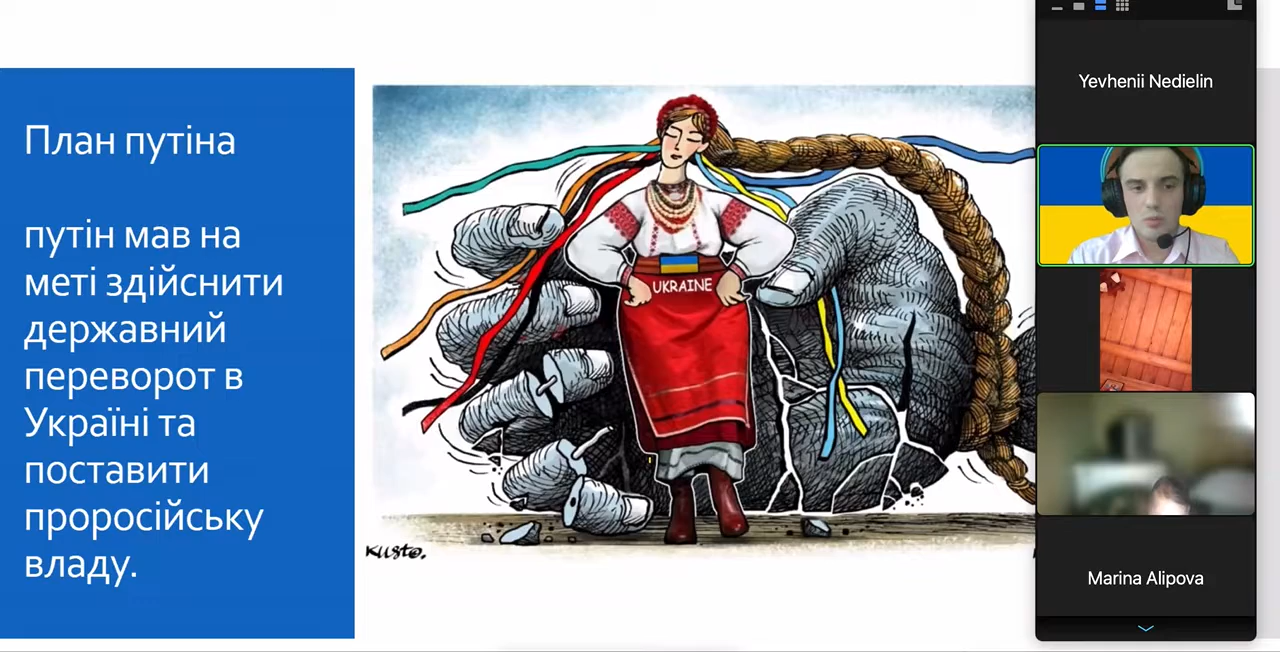 План путіна
путін мав на
меті здійснити
державний
переворот в
Україні та
поставити
проросійську
владу.
UKRAINE
Kusto.
Yevhenii Nedielin
Marina Alipova